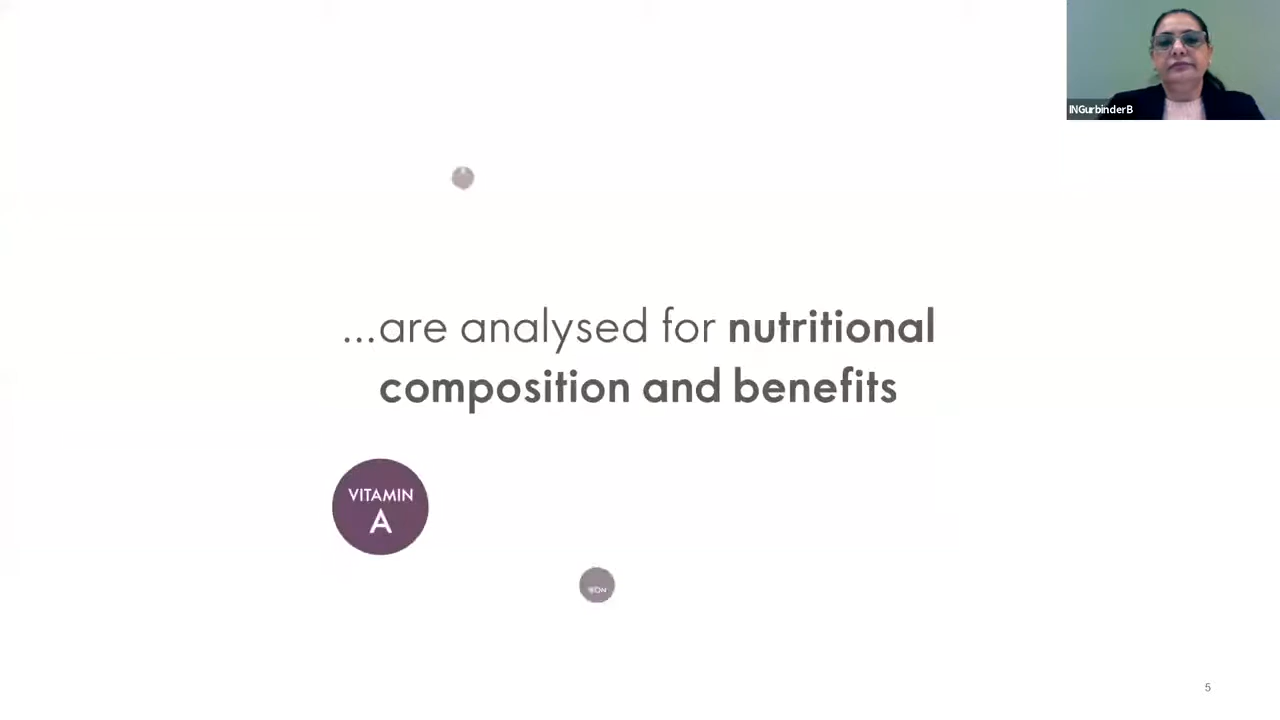 INGurbinderB
...are analysed for nutritional
composition and benefits
VITAMIN
A
5